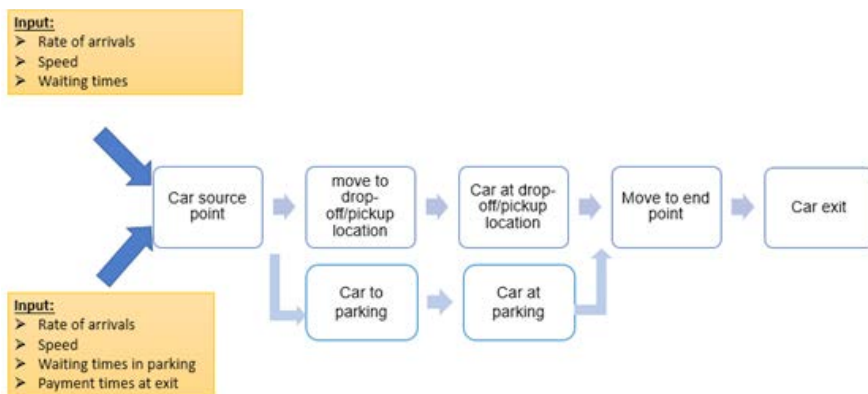 Input:
➢ Rate of arrivals
➢ Speed
➢ Waiting times
Car source
point
move to
drop-
off/pickup
location
Car at drop-
off/pickup
location
Move to end
point
Car exit
Car to
parking
Car at
parking
Input:
➢ Rate of arrivals
➢ Speed
➢ Waiting times in parking
➢ Payment times at exit